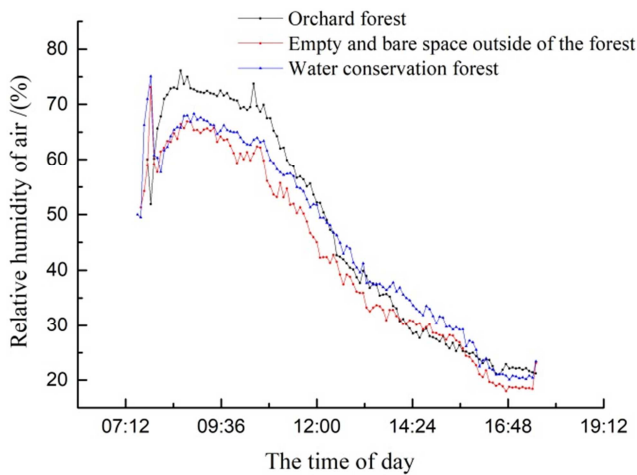 Orchard forest
Empty and bare space outside of the forest
Water conservation forest
Relative humidity of air /(%)
80
70
60
50
40
30
20
07:12 09:36 12:00 14:24 16:48 19:12
The time of day